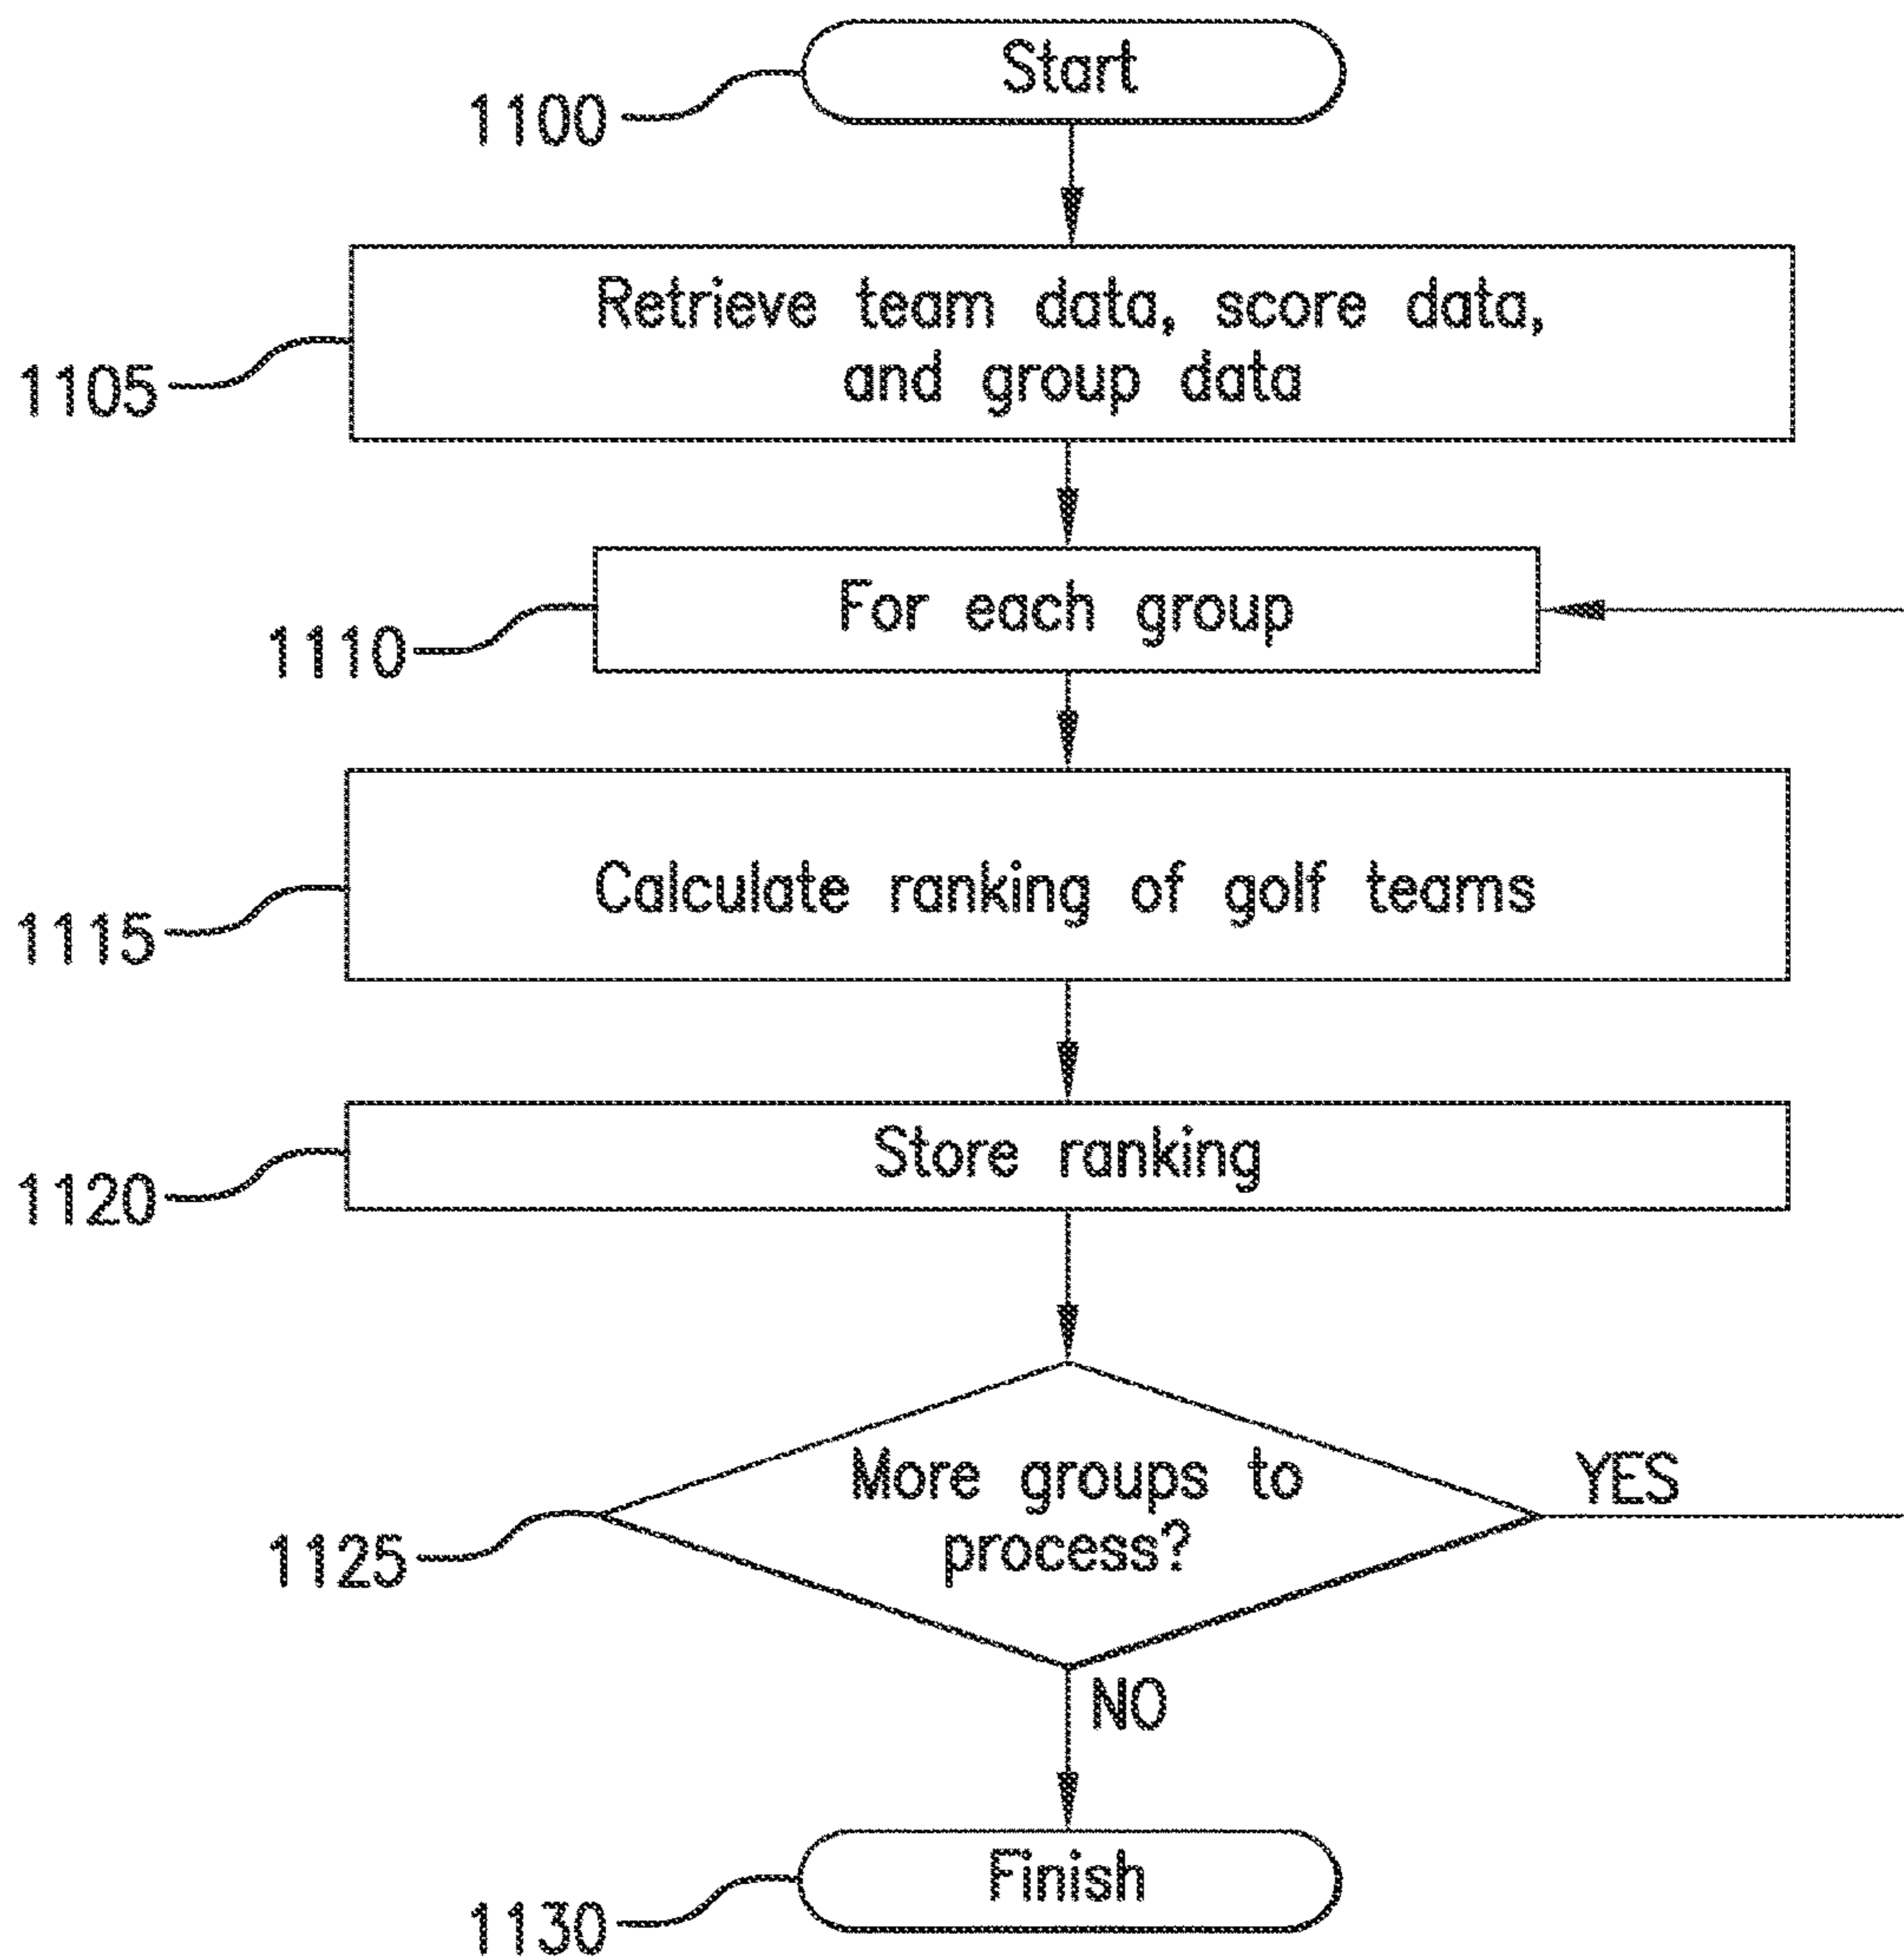 Start
1100
Retrieve team data, score data,
and group data
1105
For each group
1110
Calculate ranking of golf teams
1115
Store ranking
1120
More groups to
process?
YES
1125
NO
Finish
1130